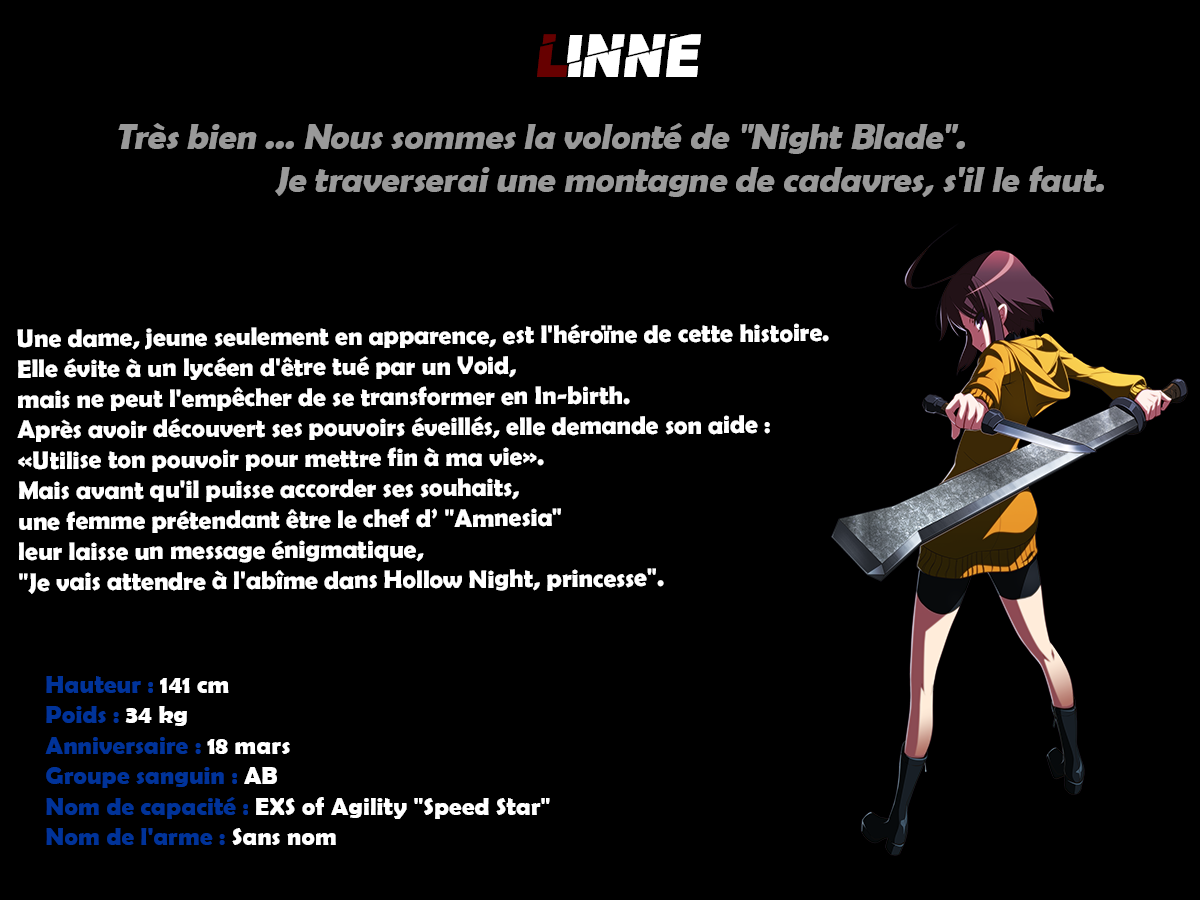 LINNE
Très bien ... Nous sommes la volonté de "Night Blade".
Je traverserai une montagne de cadavres, s'il le faut.
Une dame, jeune seulement en apparence, est l'héroïne de cette histoire.
Elle évite à un lycéen d'être tué par un Void,
mais ne peut l'empêcher de se transformer en In-birth.
Après avoir découvert ses pouvoirs éveillés, elle demande son aide :
«Utilise ton pouvoir pour mettre fin à ma vie».
Mais avant qu'il puisse accorder ses souhaits,
une femme prétendant être le chef d’ "Amnesia"
leur laisse un message énigmatique,
"Je vais attendre à l'abîme dans Hollow Night, princesse".
Hauteur : 141 cm
Poids : 34 kg
Anniversaire : 18 mars
Groupe sanguin : AB
Nom de capacité : EXS of Agility "Speed Star"
Nom de l'arme : Sans nom